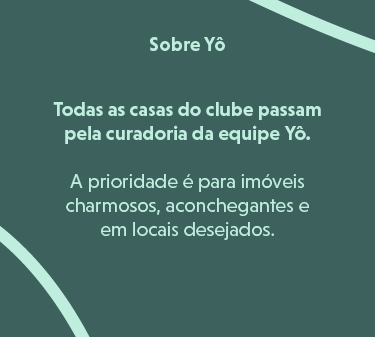 Sobre Yô
Todas as casas do clube passam
pela curadoria da equipe Yô.
A prioridade é para imóveis
charmosos, aconchegantes e
em locais desejados.